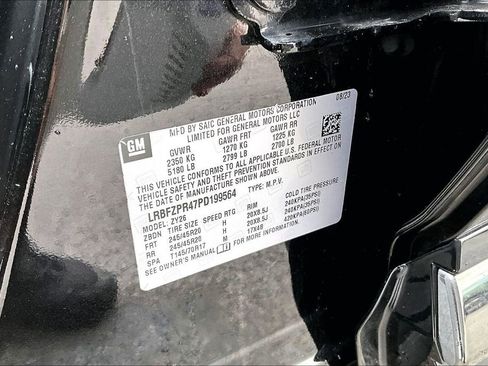 GM
MFD BY SAIC GENERAL MOTORS CORPORATION
LIMITED FOR GENERAL MOTORS LLC
08/23
GVWR GAWR FRT GAWR RR
2350 KG 1270 KG 1225 KG
5180 LB 2799 LB 2700 LB
THIS VEHICLE CONFORMS TO ALL APPLICABLE U.S. FEDERAL MOTOR
VEHICLE SAFETY AND THEFT PREVENTION STANDARDS IN EFFECT ON
THE DATE OF MANUFACTURE SHOWN ABOVE.
LRBFZPR47PD199564 TYPE: M.P.V.
MODEL: ZY26
ZBDN TIRE SIZE SPEED RTG RIM COLD TIRE PRESSURE
FRT 245/45R20 H 20X8.5J 240KPA(35PSI)
RR 245/45R20 H 20X8.5J 240KPA(35PSI)
SPA T145/70R17 M 17X4B 420KPA(60PSI)
SEE OWNER'S MANUAL FOR MORE INFORMATION.